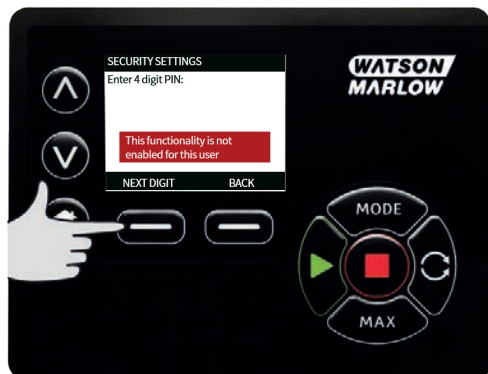 SECURITY SETTINGS
Enter 4 digit PIN:
This functionality is not
enabled for this user
NEXT DIGIT BACK
WATSON
MARLOW
MODE
MAX